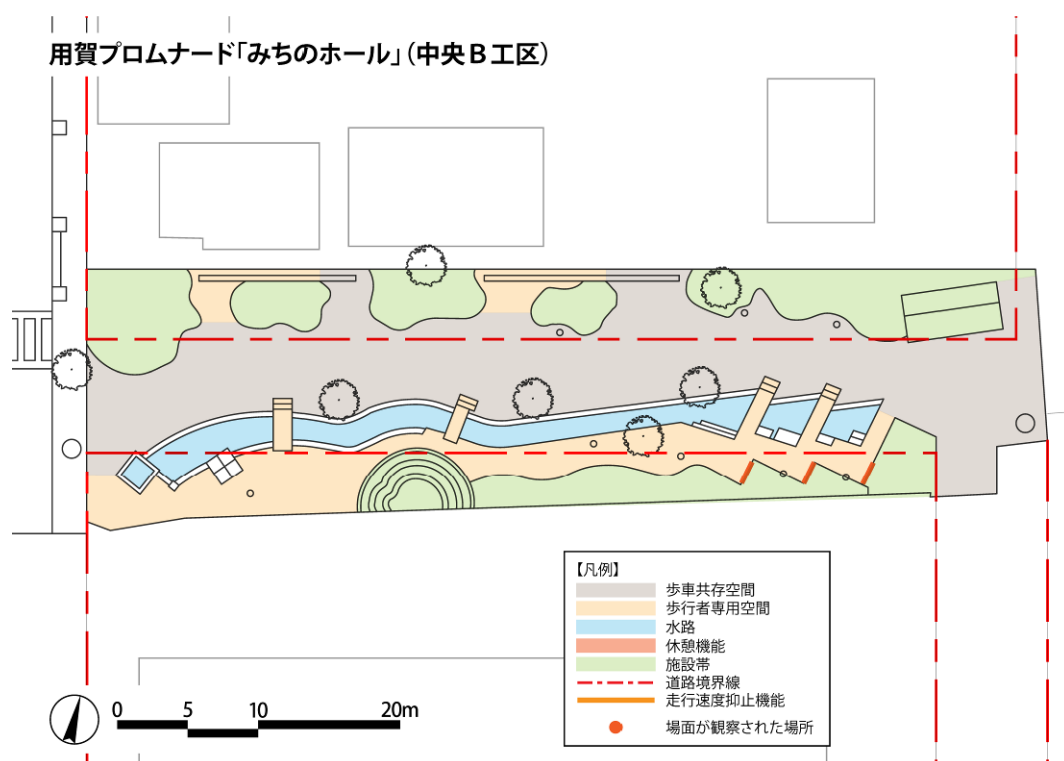 用賀プロムナード「みちのホール」(中央B工区)
【凡例】
歩車共存空間
歩行者専用空間
水路
休憩機能
施設帯
道路境界線
走行速度抑止機能
場面が観察された場所
0 5 10 20m